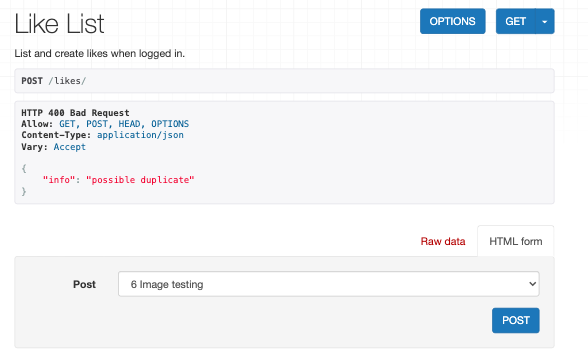 Like List
OPTIONS
GET
List and create likes when logged in.
POST /likes/
HTTP 400 Bad Request
Allow: GET, POST, HEAD, OPTIONS
Content-Type: application/json
Vary: Accept
{
"info": "possible duplicate"
}
Raw data
HTML form
Post
6 Image testing
POST